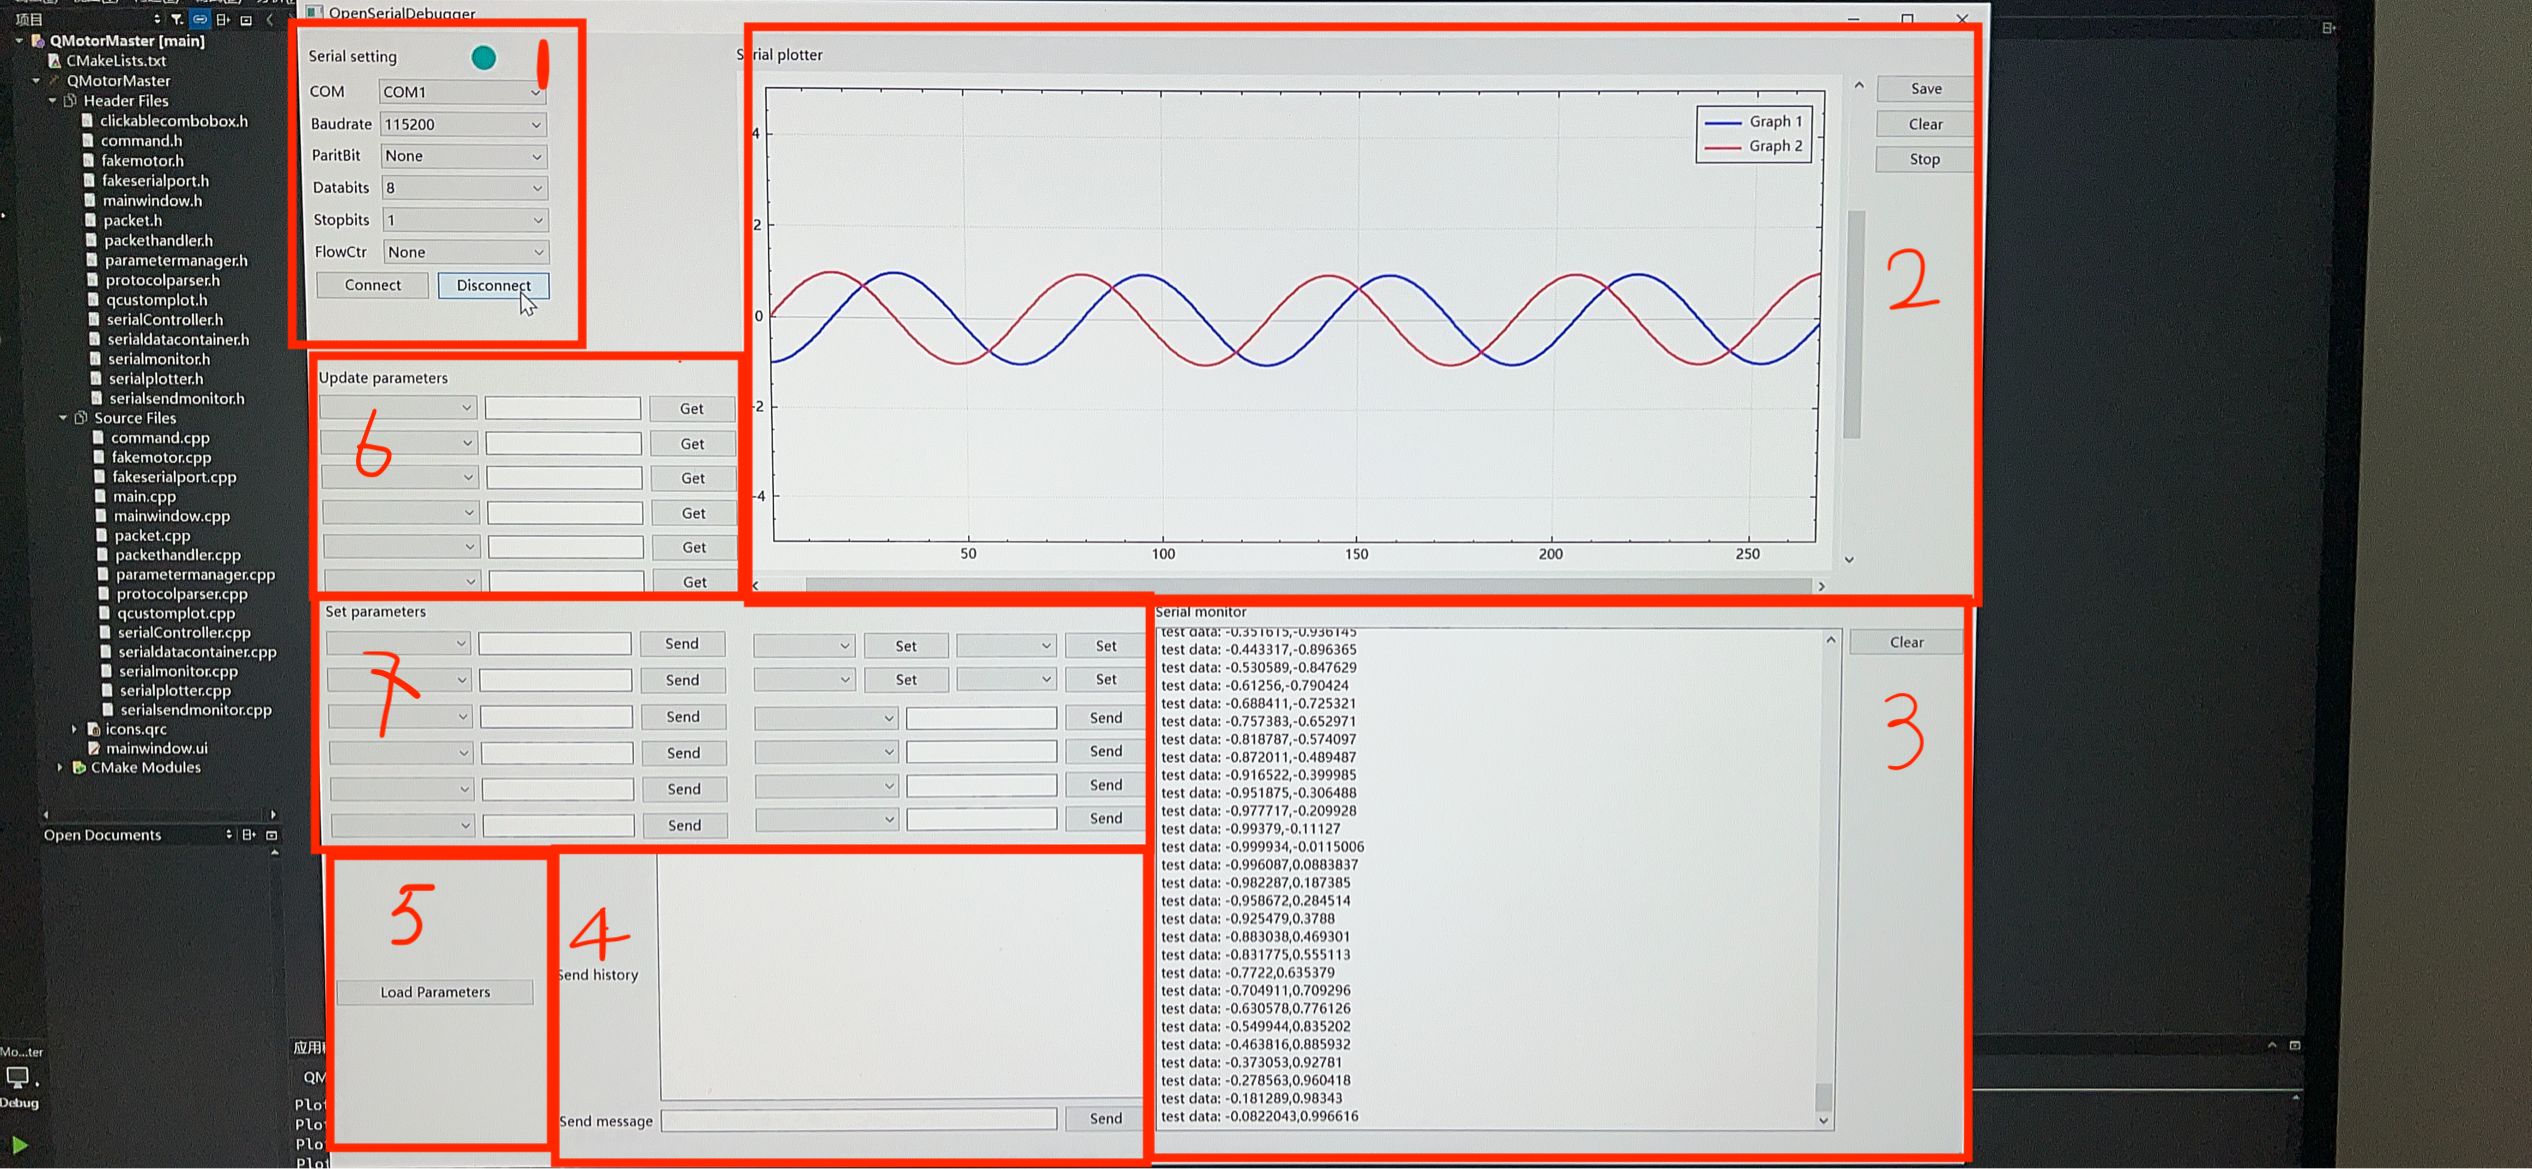 项目
QMotorMaster [main]
CMakeLists.txt
QMotorMaster
Header Files
clickablecombobox.h
command.h
fakemotor.h
fakeserialport.h
mainwindow.h
packet.h
packethandler.h
parametermanager.h
protocolparser.h
qcustomplot.h
serialController.h
serialdatacontainer.h
serialmonitor.h
serialplotter.h
serialsendmonitor.h
Source Files
command.cpp
fakemotor.cpp
fakeserialport.cpp
main.cpp
mainwindow.cpp
packet.cpp
packethandler.cpp
parametermanager.cpp
protocolparser.cpp
qcustomplot.cpp
serialController.cpp
serialdatacontainer.cpp
serialmonitor.cpp
serialplotter.cpp
serialsendmonitor.cpp
icons.qrc
mainwindow.ui
CMake Modules
Open Documents
Mo...ter
Debug
OpenSerialDebugger
Serial setting
1
COM COM1
Baudrate 115200
ParitBit None
Databits 8
Stopbits 1
FlowCtr None
Connect Disconnect
Serial plotter
Graph 1
Graph 2
4
2
0
-2
-4
50 100 150 200 250
Save
Clear
Stop
2
Update parameters
Get
Get
Get
Get
Get
Get
6
Set parameters
Send Set Set
Send Set Set
Send Send
Send Send
Send Send
Send Send
7
Serial monitor
test data: -0.351615,-0.936145
test data: -0.443317,-0.896365
test data: -0.530589,-0.847629
test data: -0.61256,-0.790424
test data: -0.688411,-0.725321
test data: -0.757383,-0.652971
test data: -0.818787,-0.574097
test data: -0.872011,-0.489487
test data: -0.916522,-0.399985
test data: -0.951875,-0.306488
test data: -0.977717,-0.209928
test data: -0.99379,-0.11127
test data: -0.999934,-0.0115006
test data: -0.996087,0.0883837
test data: -0.982287,0.187385
test data: -0.958672,0.284514
test data: -0.925479,0.3788
test data: -0.883038,0.469301
test data: -0.831775,0.555113
test data: -0.7722,0.635379
test data: -0.704911,0.709296
test data: -0.630578,0.776126
test data: -0.549944,0.835202
test data: -0.463816,0.885932
test data: -0.373053,0.92781
test data: -0.278563,0.960418
test data: -0.181289,0.98343
test data: -0.0822043,0.996616
Clear
3
5
Load Parameters
4
Send history
Send message Send
应用
QM
Plo
Plo
Plo
Plo